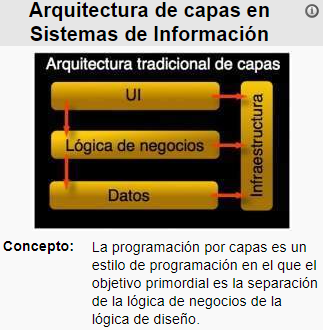 Arquitectura de capas en
Sistemas de Información
Arquitectura tradicional de capas
UI
Lógica de negocios
Datos
Infraestructura
Concepto: La programación por capas es un
estilo de programación en el que el
objetivo primordial es la separación
de la lógica de negocios de la
lógica de diseño.